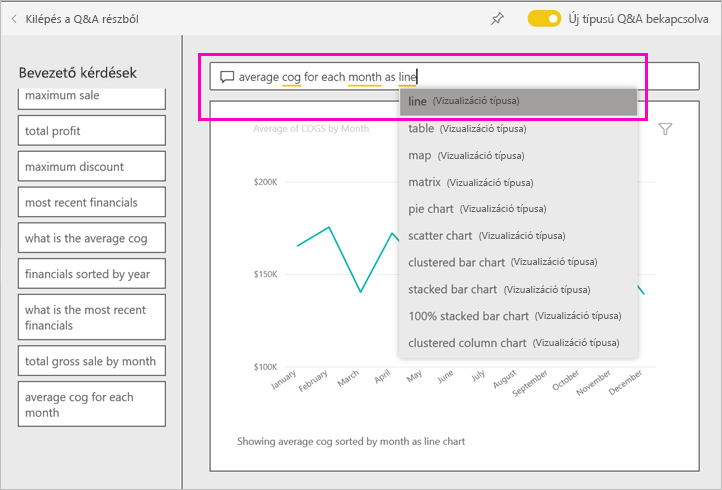 Kilépés a Q&A részből
Új típusú Q&A bekapcsolva
Bevezető kérdések
maximum sale
total profit
maximum discount
most recent financials
what is the average cog
financials sorted by year
what is the most recent
financials
total gross sale by month
average cog for each
month
average cog for each month as line
line (Vizualizáció típusa)
table (Vizualizáció típusa)
map (Vizualizáció típusa)
matrix (Vizualizáció típusa)
pie chart (Vizualizáció típusa)
scatter chart (Vizualizáció típusa)
clustered bar chart (Vizualizáció típusa)
stacked bar chart (Vizualizáció típusa)
100% stacked bar chart (Vizualizáció típusa)
clustered column chart (Vizualizáció típusa)
Average of COGS by Month
$200K
$150K
$100K
January
February
March
April
May
June
July
August
September
October
November
December
Showing average cog sorted by month as line chart